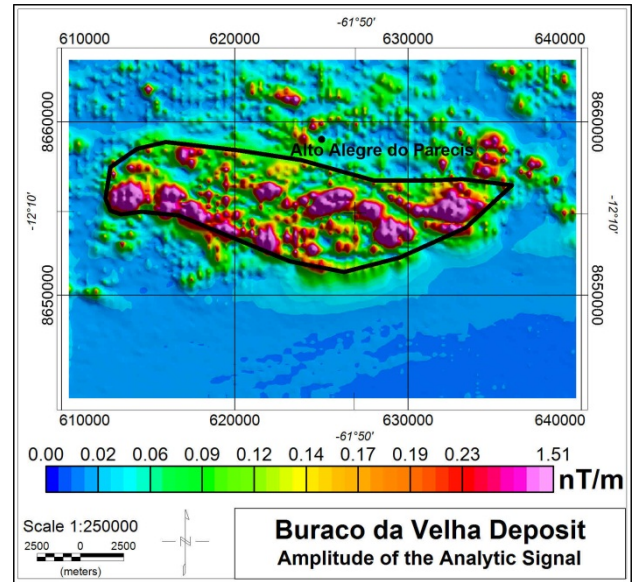 -61°50'
610000 620000 630000 640000
8660000 8660000
Alto Alegre do Parecis
-12°10' -12°10'
8650000 8650000
610000 620000 630000 640000
-61°50'
0.00 0.02 0.06 0.09 0.12 0.14 0.17 0.19 0.23 1.51
nT/m
Scale 1:250000
2500 0 2500
(meters)
N
Buraco da Velha Deposit
Amplitude of the Analytic Signal